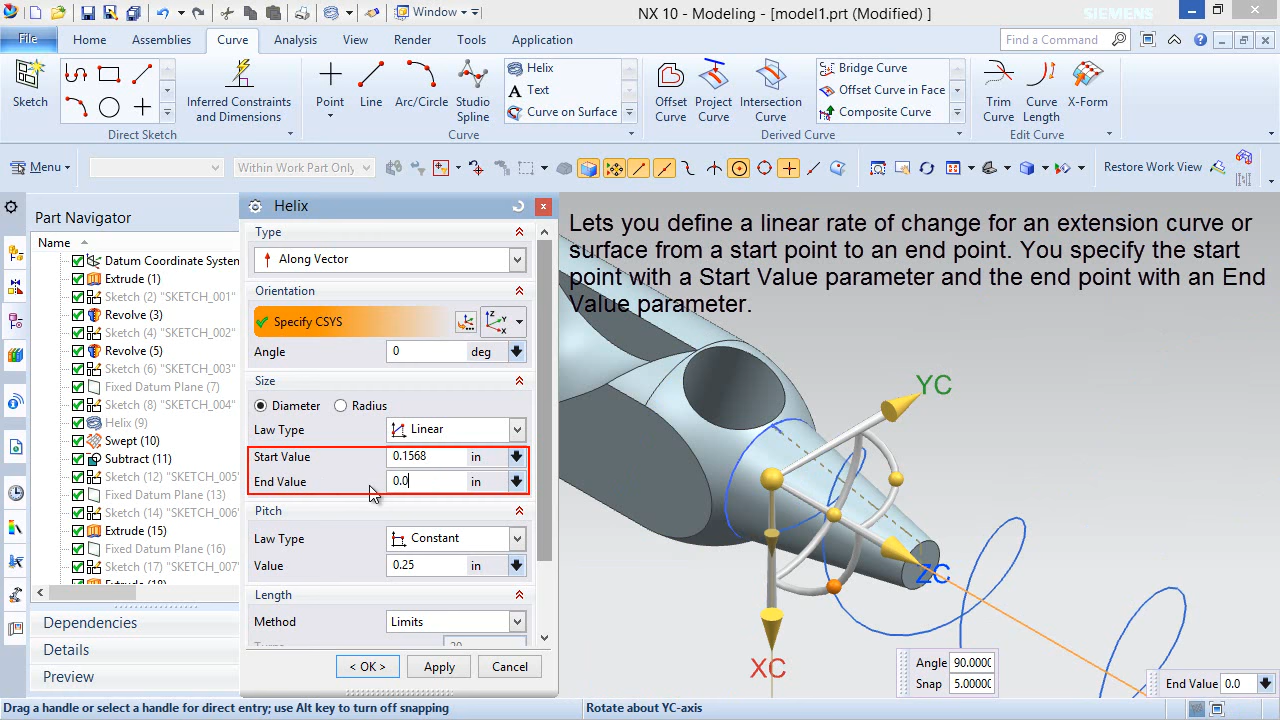 Window
NX 10 - Modeling - [model1.prt (Modified) ]
SIEMENS
File
Home
Assemblies
Curve
Analysis
View
Render
Tools
Application
Find a Command
Sketch
Direct Sketch
Inferred Constraints
and Dimensions
Point
Line
Arc/Circle
Studio
Spline
Helix
Text
Curve on Surface
Curve
Offset
Curve
Project
Curve
Intersection
Curve
Bridge Curve
Offset Curve in Face
Composite Curve
Derived Curve
Trim
Curve
Curve
Length
X-Form
Edit Curve
Menu
Within Work Part Only
Restore Work View
Part Navigator
Name
Datum Coordinate System
Extrude (1)
Sketch (2) "SKETCH_001"
Revolve (3)
Sketch (4) "SKETCH_002"
Revolve (5)
Sketch (6) "SKETCH_003"
Fixed Datum Plane (7)
Sketch (8) "SKETCH_004"
Helix (9)
Swept (10)
Subtract (11)
Sketch (12) "SKETCH_005"
Fixed Datum Plane (13)
Sketch (14) "SKETCH_006"
Extrude (15)
Fixed Datum Plane (16)
Sketch (17) "SKETCH_007"
Dependencies
Details
Preview
Helix
Type
Along Vector
Orientation
Specify CSYS
Angle 0 deg
Size
Diameter Radius
Law Type Linear
Start Value 0.1568 in
End Value 0.0 in
Pitch
Law Type Constant
Value 0.25 in
Length
Method Limits
< OK > Apply Cancel
Lets you define a linear rate of change for an extension curve or
surface from a start point to an end point. You specify the start
point with a Start Value parameter and the end point with an End
Value parameter.
YC
ZC
XC
Angle 90.000
Snap 5.0000
End Value 0.0
Drag a handle or select a handle for direct entry; use Alt key to turn off snapping
Rotate about YC-axis